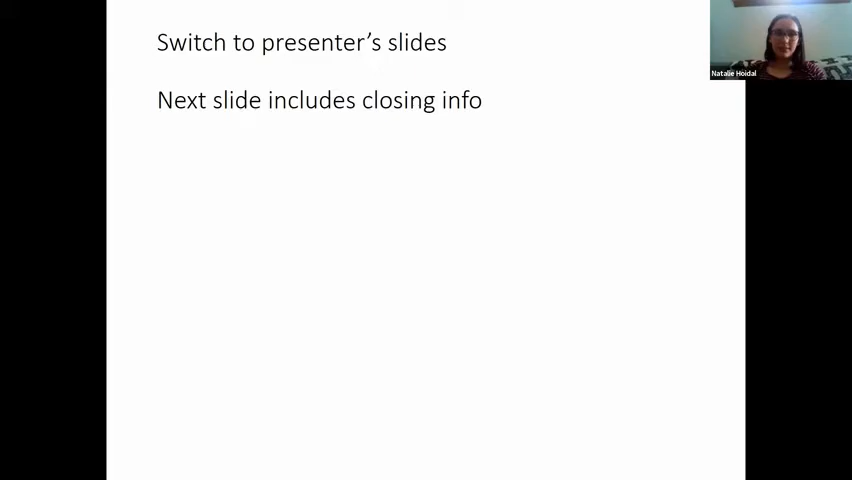 Switch to presenter’s slides
Next slide includes closing info
Natalie Hoidal